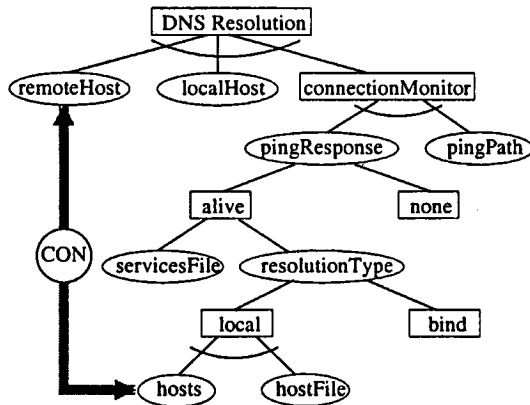 DNS Resolution
remoteHost
localHost
connectionMonitor
pingResponse
pingPath
alive
none
CON
servicesFile
resolutionType
local
bind
hosts
hostFile